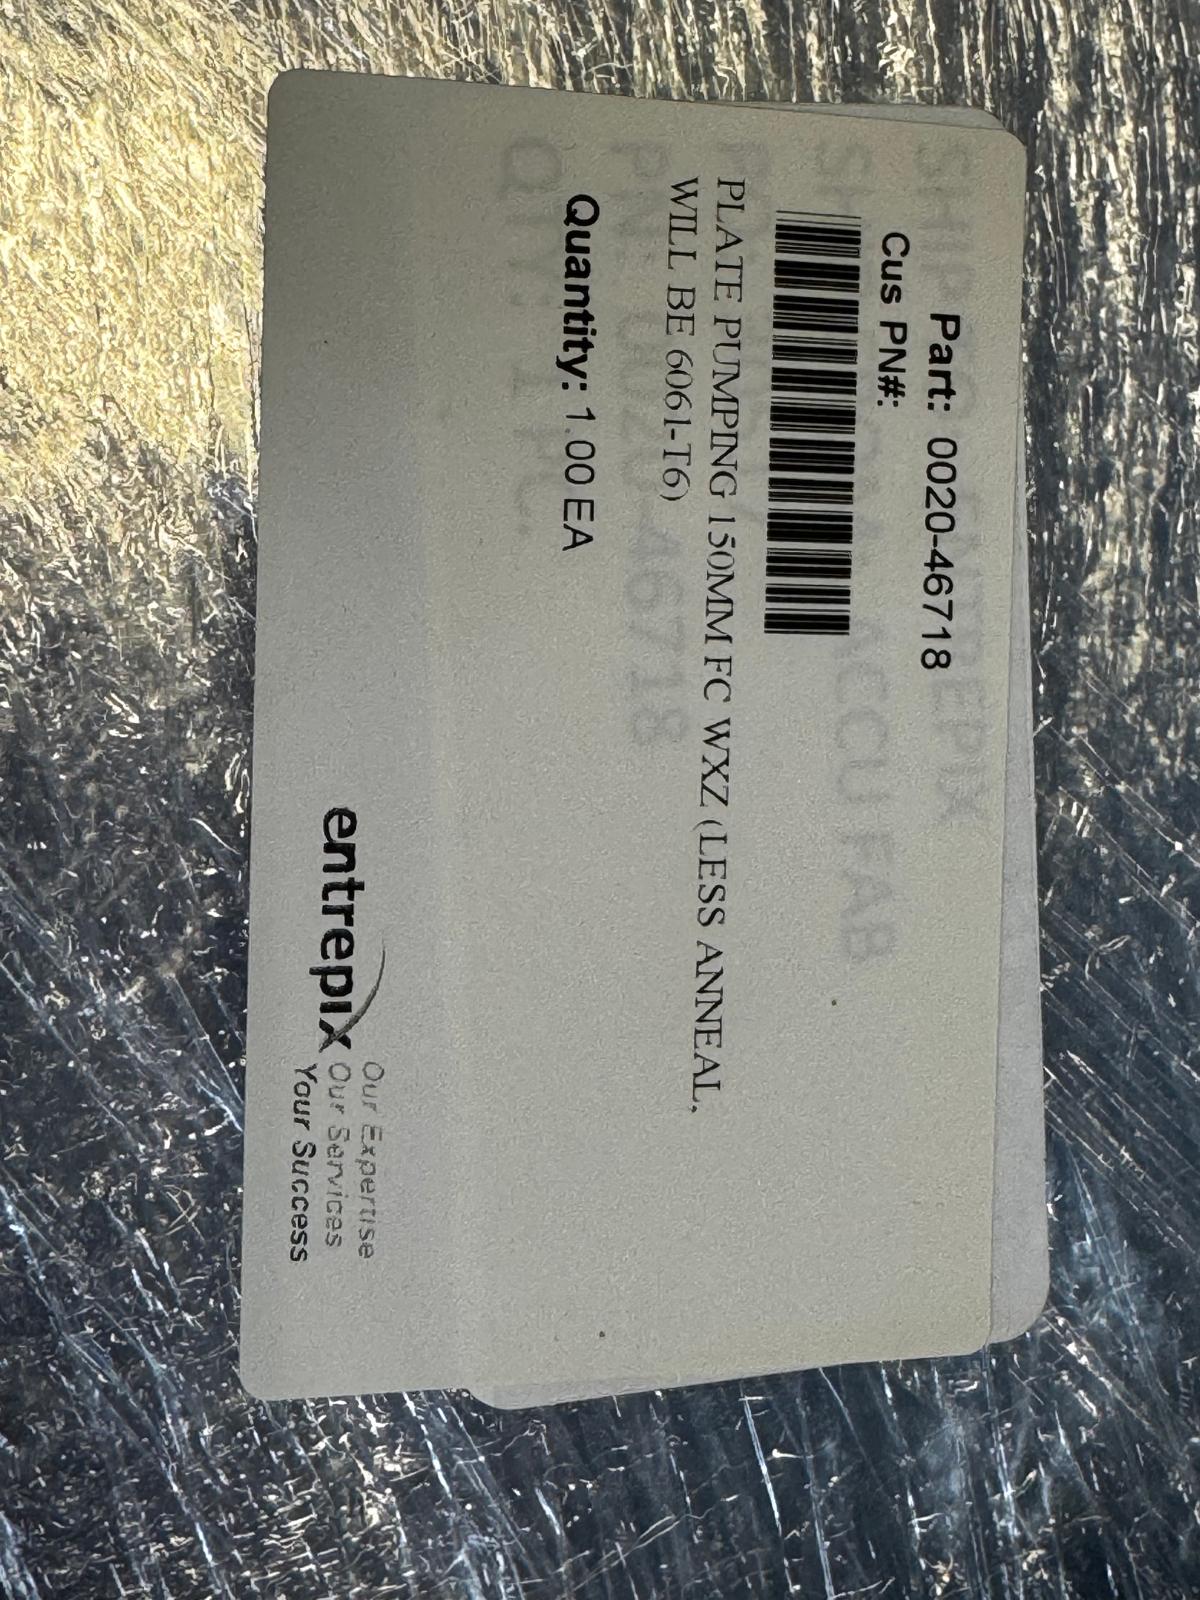 Part: 0020-46718
Cus PN#:
PLATE PUMPING 150MM FC WXZ (LESS ANNEAL,
WILL BE 6061-T6)
Quantity: 1.00 EA
entrepix
Our Expertise
Our Services
Your Success